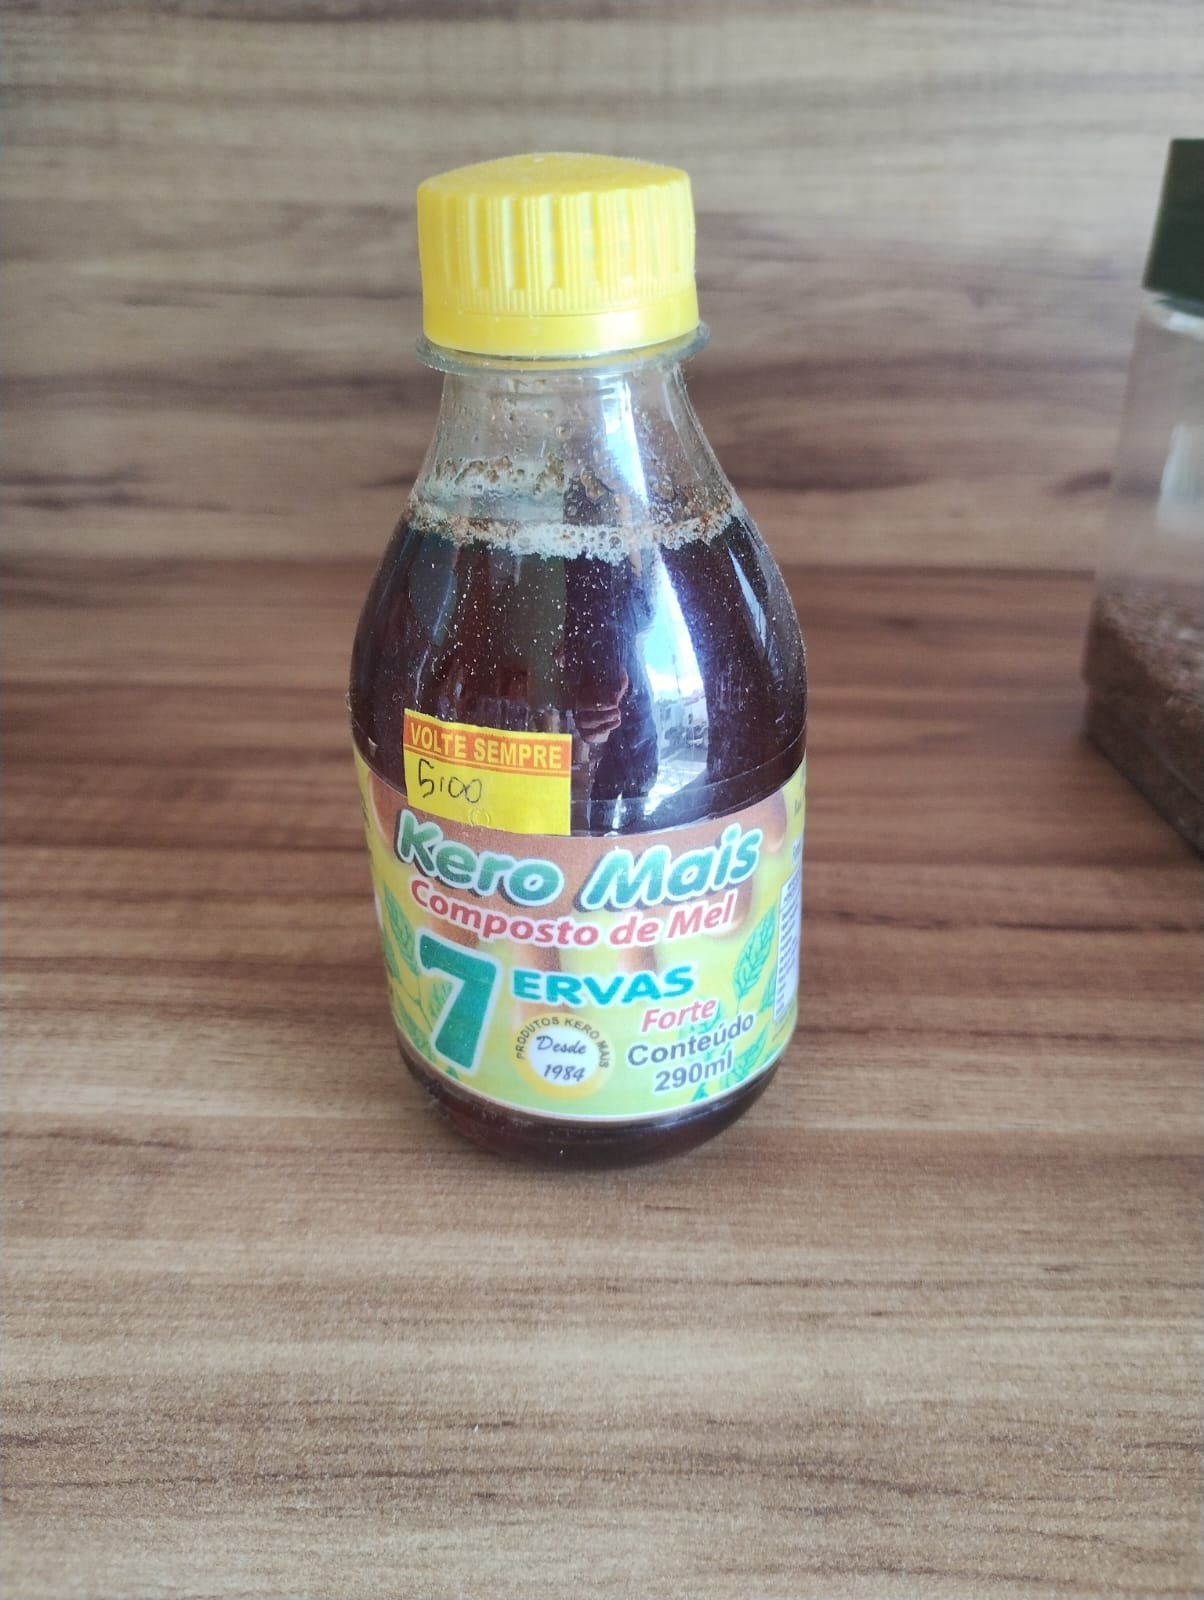 VOLTE SEMPRE
5,00
Kero Mais
Composto de Mel
7 ERVAS
Forte
PRODUTOS KERO MAIS
Desde
1984
Conteúdo
290ml